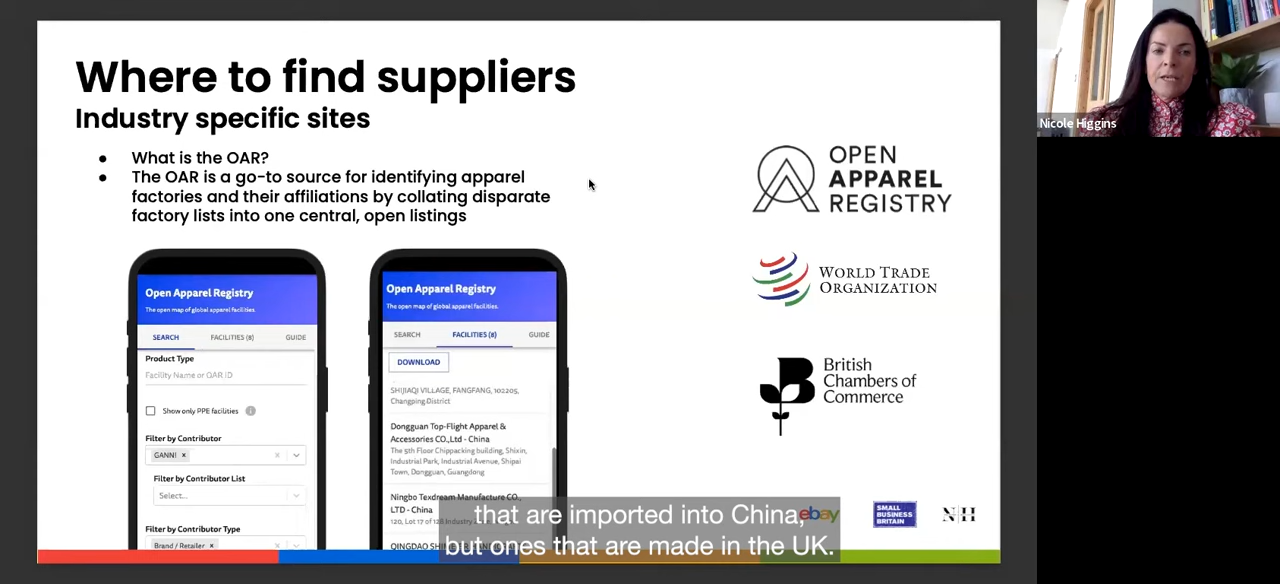 Where to find suppliers
Industry specific sites
What is the OAR?
The OAR is a go-to source for identifying apparel
factories and their affiliations by collating disparate
factory lists into one central, open listings
Open Apparel Registry
The open map of global apparel facilities.
SEARCH FACILITIES (8) GUIDE
Product Type
Facility Name or OAR ID
Show only PPE facilities
Filter by Contributor
GANNI
Filter by Contributor List
Select...
Filter by Contributor Type
Brand / Retailer
Open Apparel Registry
The open map of global apparel facilities.
SEARCH FACILITIES (8) GUIDE
DOWNLOAD
SHIJIAQI VILLAGE, FANGFANG, 102205,
Changping District
Dongguan Top-Flight Apparel &
Accessories CO.,Ltd - China
The 5th Floor Chippacking building, Shixin,
Industrial Park, Industrial Avenue, Shipai
Town, Dongguan, Guangdong
Ningbo Texdream Manufacture CO.,
LTD - China
120, Lot 17 of
QINGDAO
OPEN
APPAREL
REGISTRY
WORLD TRADE
ORGANIZATION
British
Chambers of
Commerce
ebay
SMALL
BUSINESS
BRITAIN
NH
that are imported into China,
but ones that are made in the UK.
Nicole Higgins